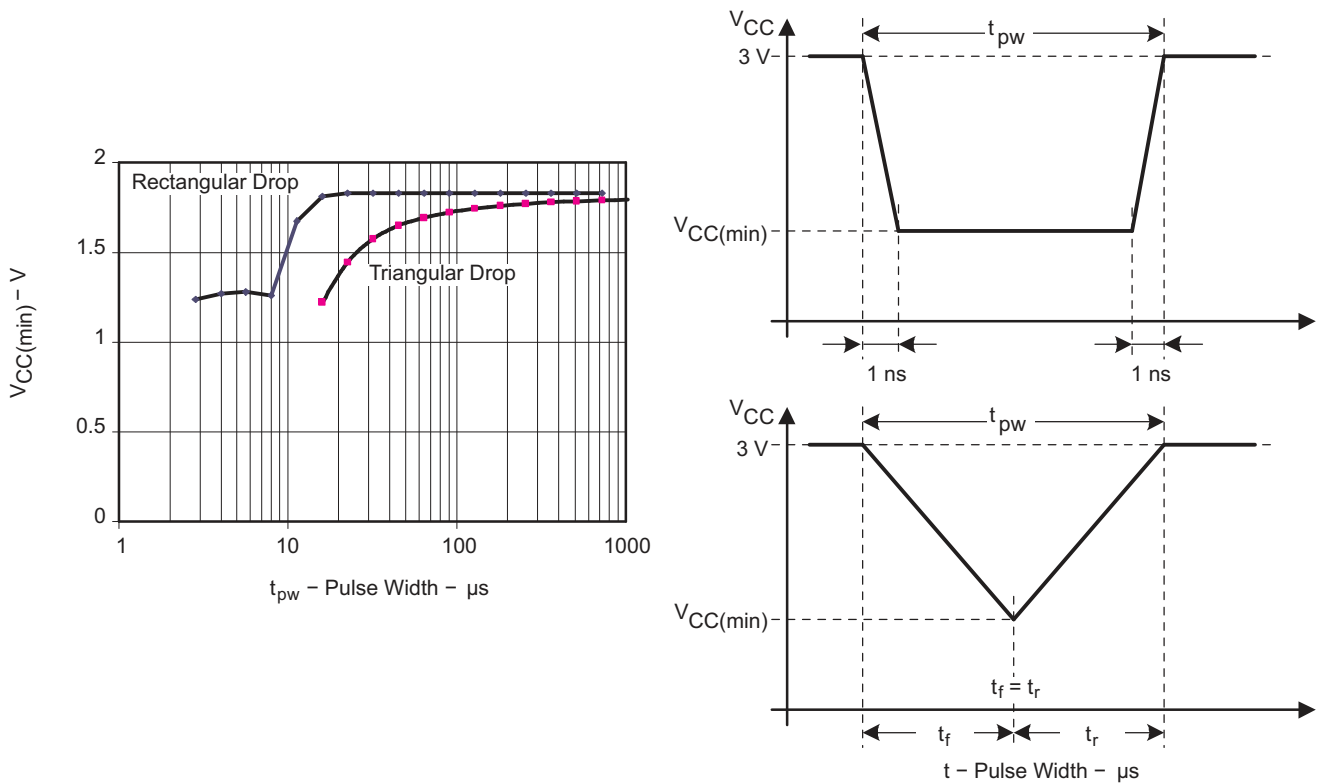 2
Rectangular Drop
1.5
Triangular Drop
1
0.5
0
1
10
100
1000
VCC(min) – V
tpw – Pulse Width – µs
VCC
tpw
3 V
VCC(min)
1 ns
1 ns
VCC
tpw
3 V
VCC(min)
tf = tr
tf
tr
t – Pulse Width – µs